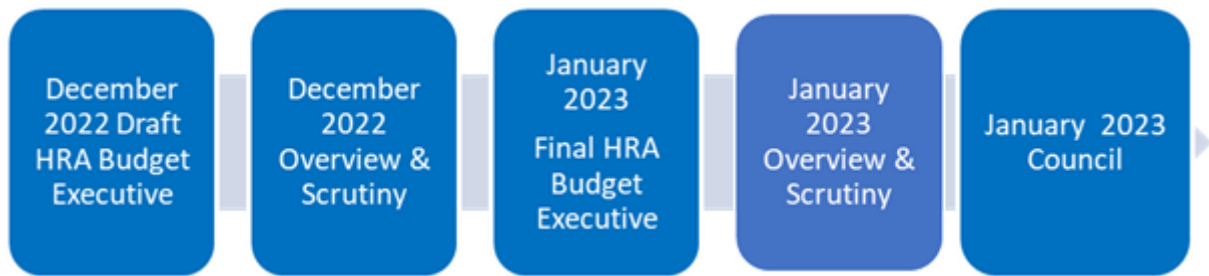 December
2022 Draft
HRA Budget
Executive
December
2022
Overview &
Scrutiny
January
2023
Final HRA
Budget
Executive
January
2023
Overview &
Scrutiny
January 2023
Council